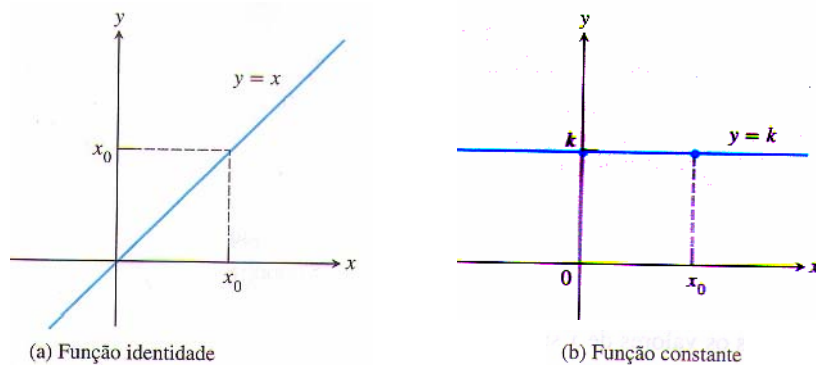 y
y = x
x₀
x₀
x
(a) Função identidade
y
k
y = k
0
x₀
x
(b) Função constante